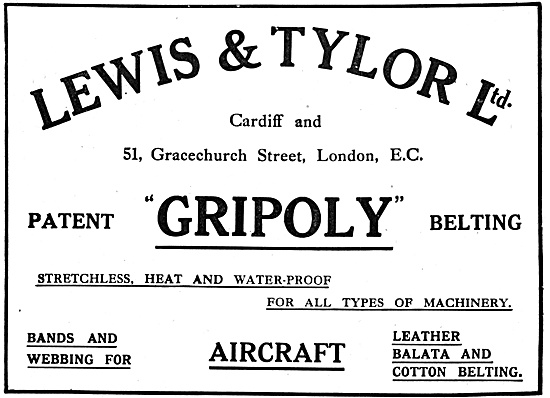 LEWIS & TYLOR Ltd.
Cardiff and
51, Gracechurch Street, London, E.C.
PATENT "GRIPOLY" BELTING
STRETCHLESS, HEAT AND WATER-PROOF
FOR ALL TYPES OF MACHINERY.
BANDS AND
WEBBING FOR
AIRCRAFT
LEATHER
BALATA AND
COTTON BELTING.